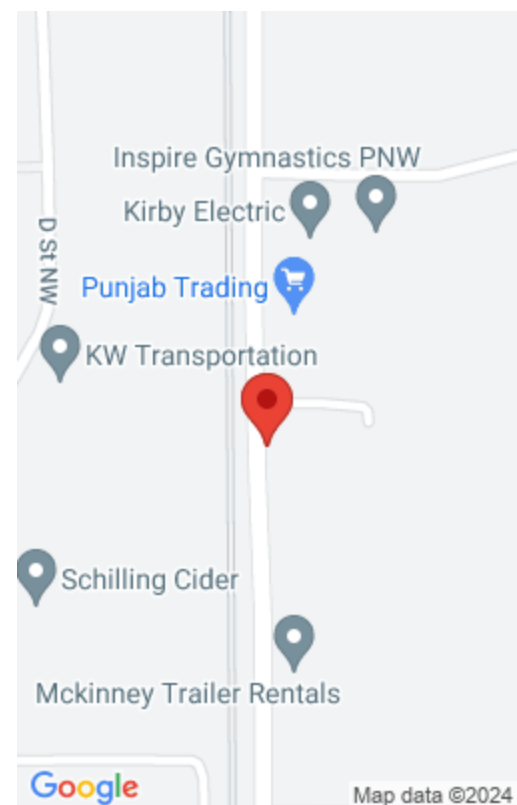 Inspire Gymnastics PNW
Kirby Electric
D St NW
Punjab Trading
KW Transportation
Schilling Cider
Mckinney Trailer Rentals
Google
Map data ©2024